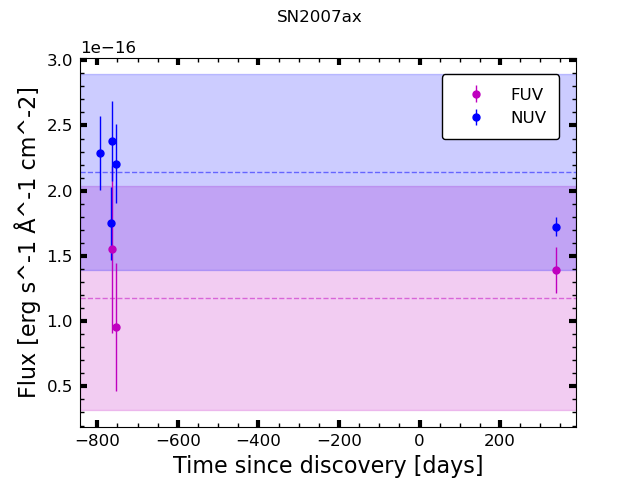 SN2007ax
1e−16
FUV
NUV
3.0
2.5
2.0
1.5
1.0
0.5
Flux [erg s^-1 Å^-1 cm^-2]
−800 −600 −400 −200 0 200
Time since discovery [days]